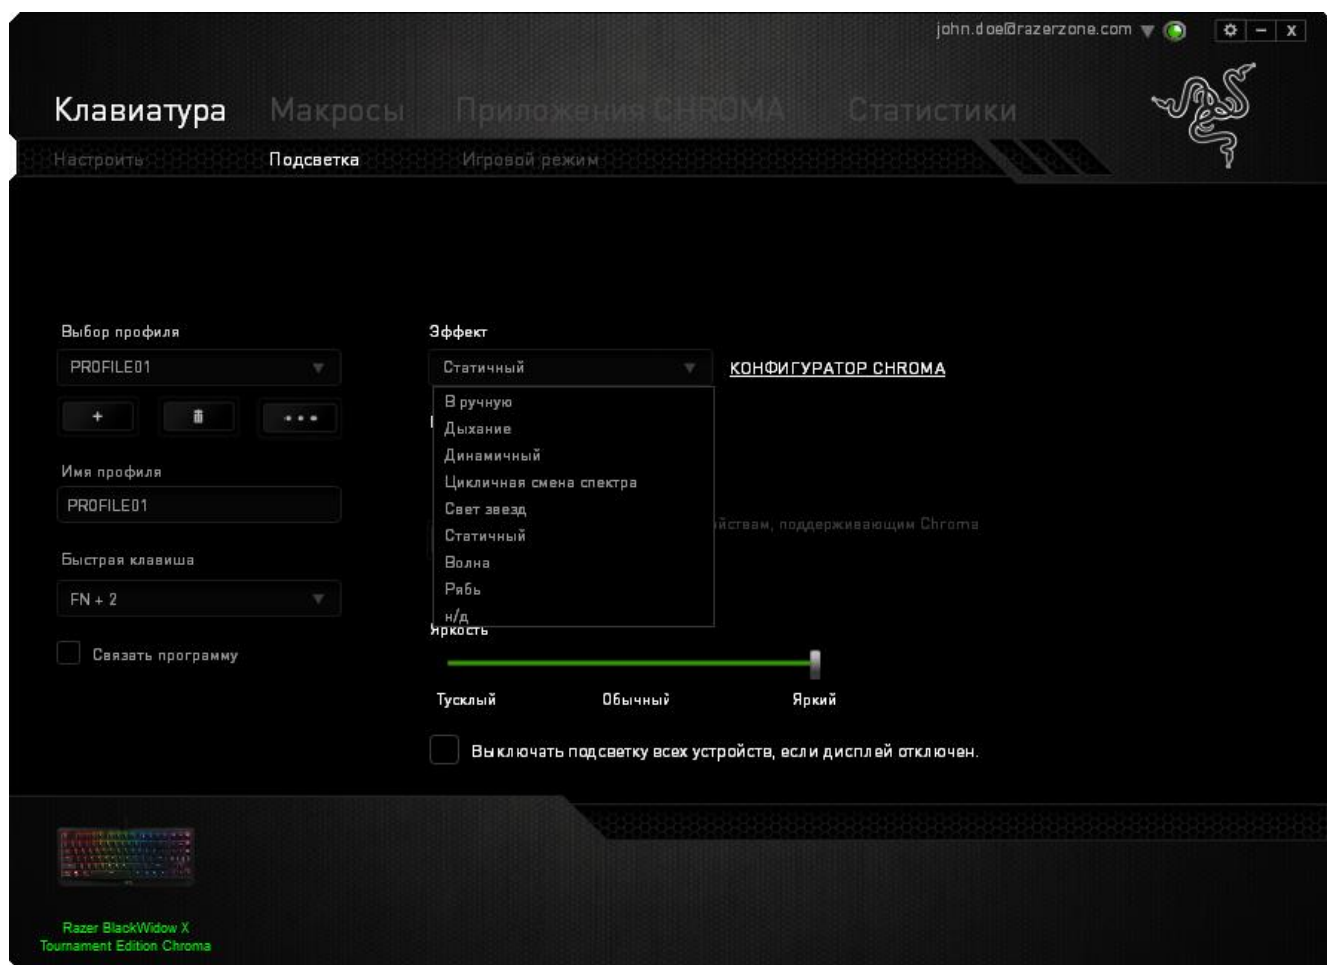 john.doe@razerzone.com
Клавиатура Макросы Приложения CHROMA Статистики
Настроить Подсветка Игровой режим
Выбор профиля
PROFILE01
Имя профиля
PROFILE01
Быстрая клавиша
FN + 2
Связать программу
Эффект
Статичный
КОНФИГУРАТОР CHROMA
В ручную
Дыхание
Динамичный
Цикличная смена спектра
Свет звезд
Статичный
Волна
Рябь
н/д
поддерживающим Chroma
Яркость
Тусклый Обычный Яркий
Выключать подсветку всех устройств, если дисплей отключен.
Razer BlackWidow X
Tournament Edition Chroma